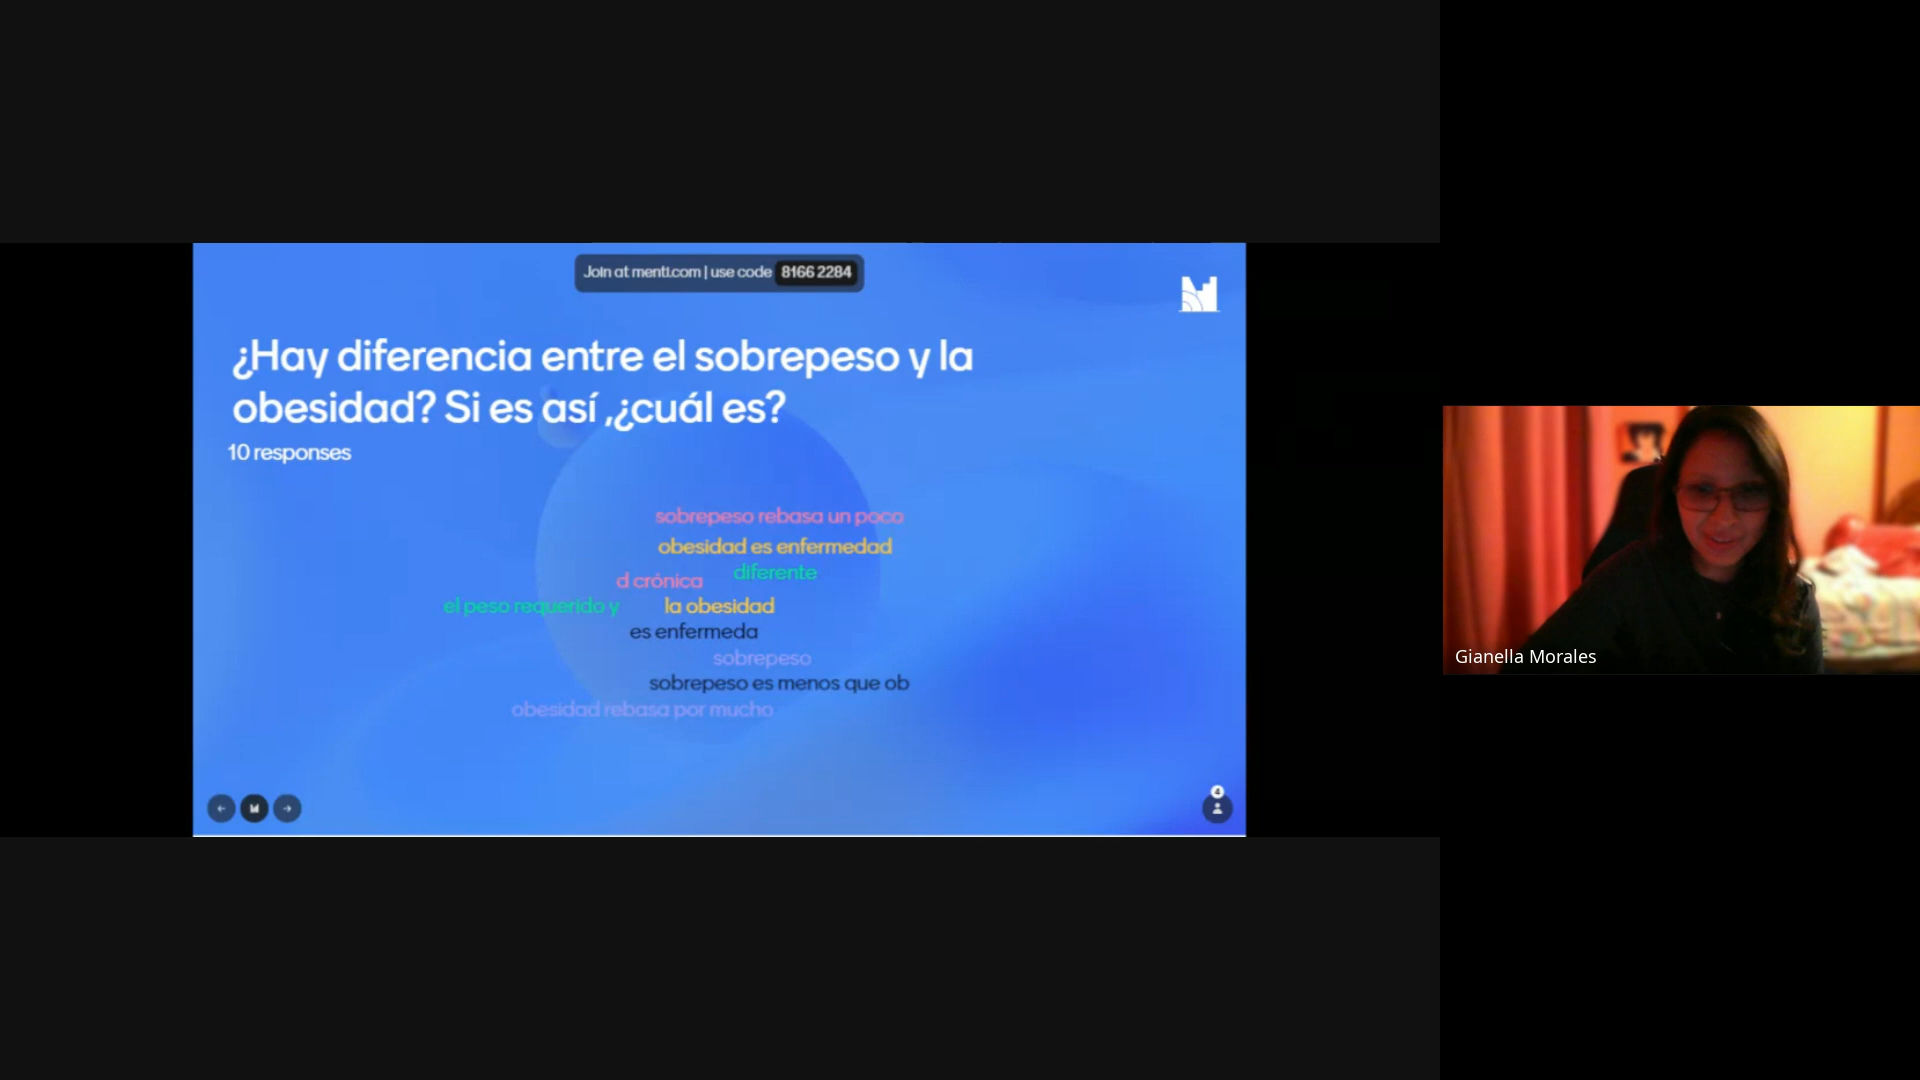 Join at menti.com | use code 8166 2284
¿Hay diferencia entre el sobrepeso y la
obesidad? Si es así ,¿cuál es?
10 responses
sobrepeso rebasa un poco
obesidad es enfermedad
diferente
d crónica
el peso requerido y
la obesidad
es enfermeda
sobrepeso
sobrepeso es menos que ob
obesidad rebasa por mucho
4
Gianella Morales